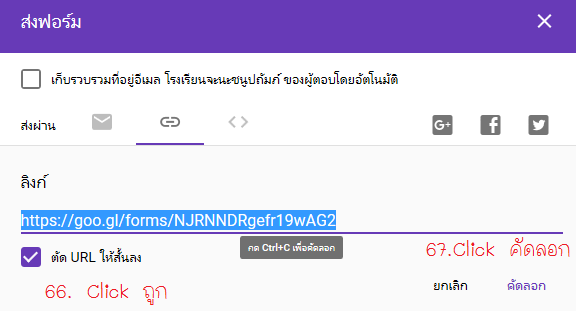 ส่งฟอร์ม
เก็บรวบรวมที่อยู่อีเมล โรงเรียนจะนะชนูปถัมภ์ ของผู้ตอบโดยอัตโนมัติ
ส่งผ่าน
ลิงก์
https://goo.gl/forms/NJRNNDRgefr19wAG2
กด Ctrl+C เพื่อคัดลอก
ตัด URL ให้สั้นลง
67.Click คัดลอก
66. Click ถูก
ยกเลิก คัดลอก